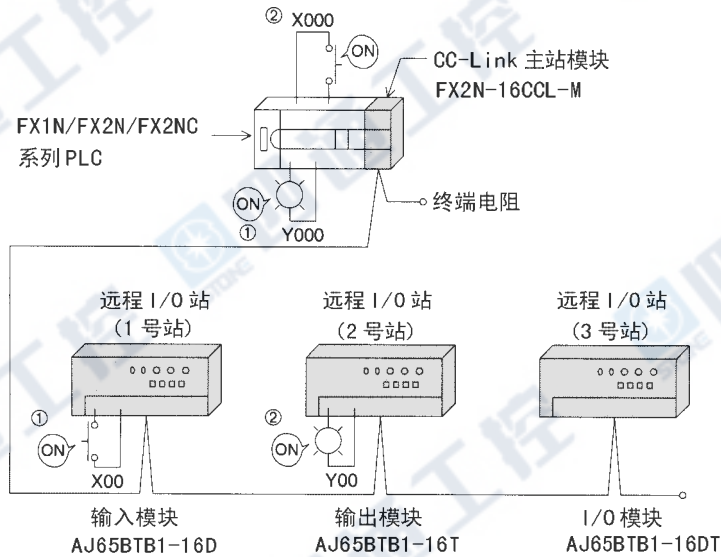 ② X000
ON
CC-Link 主站模块
FX2N-16CCL-M
FX1N/FX2N/FX2NC
系列PLC
ON
① Y000
终端电阻
远程 I/O 站
(1 号站)
远程 I/O 站
(2 号站)
远程 I/O 站
(3 号站)
①
ON
X00
②
ON
Y00
输入模块
AJ65BTB1-16D
输出模块
AJ65BTB1-16T
I/O 模块
AJ65BTB1-16DT